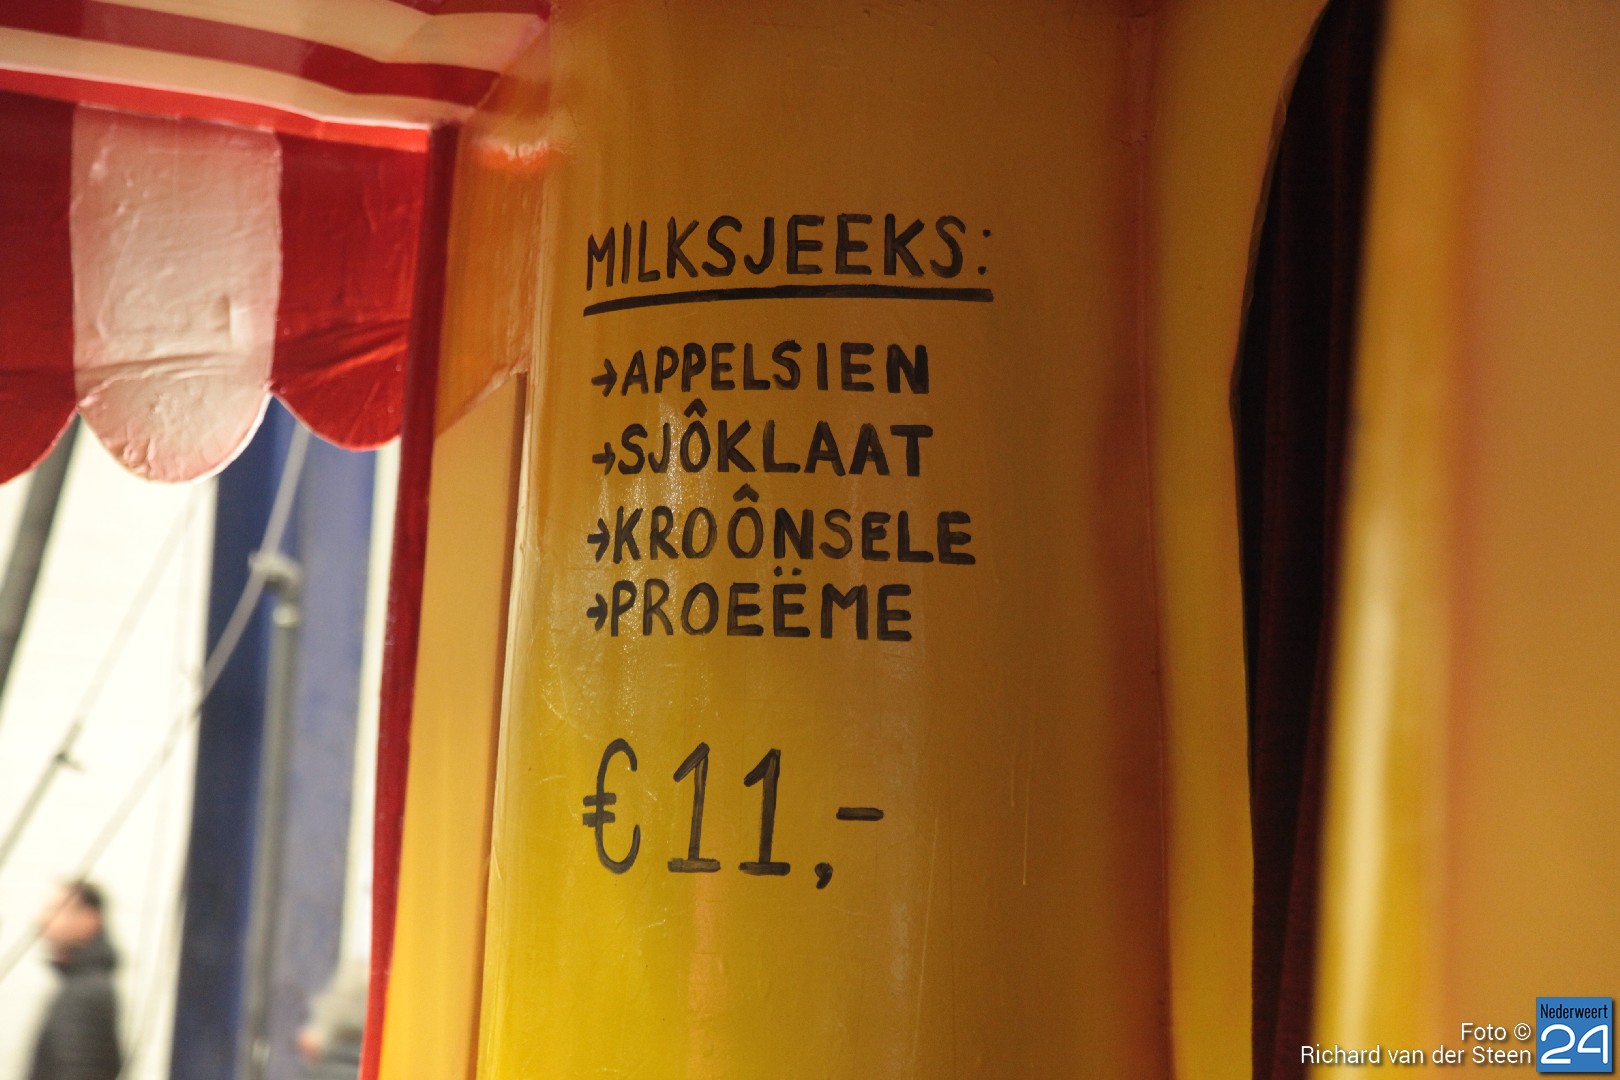 MILKSJEEKS:
→APPELSIEN
→SJÔKLAAT
→KROÔNSELE
→PROEËME
€11,-
Foto ©
Richard van der Steen
Nederweert
24